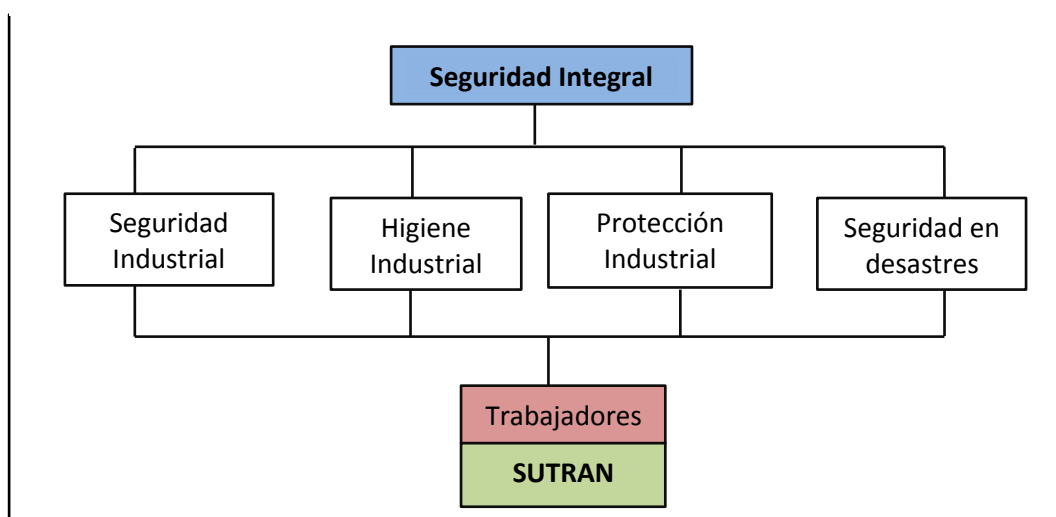 Seguridad Integral
Seguridad
Industrial
Higiene
Industrial
Protección
Industrial
Seguridad en
desastres
Trabajadores
SUTRAN